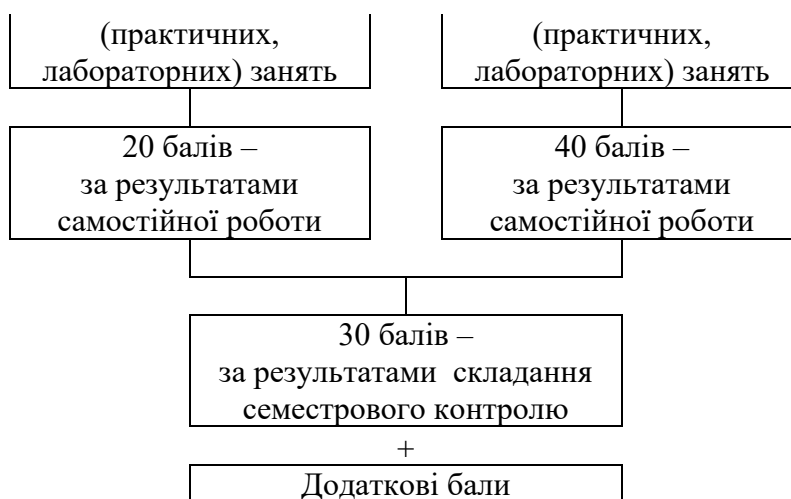 (практичних,
лабораторних) занять
(практичних,
лабораторних) занять
20 балів –
за результатами
самостійної роботи
40 балів –
за результатами
самостійної роботи
30 балів –
за результатами складання
семестрового контролю
+
Додаткові бали